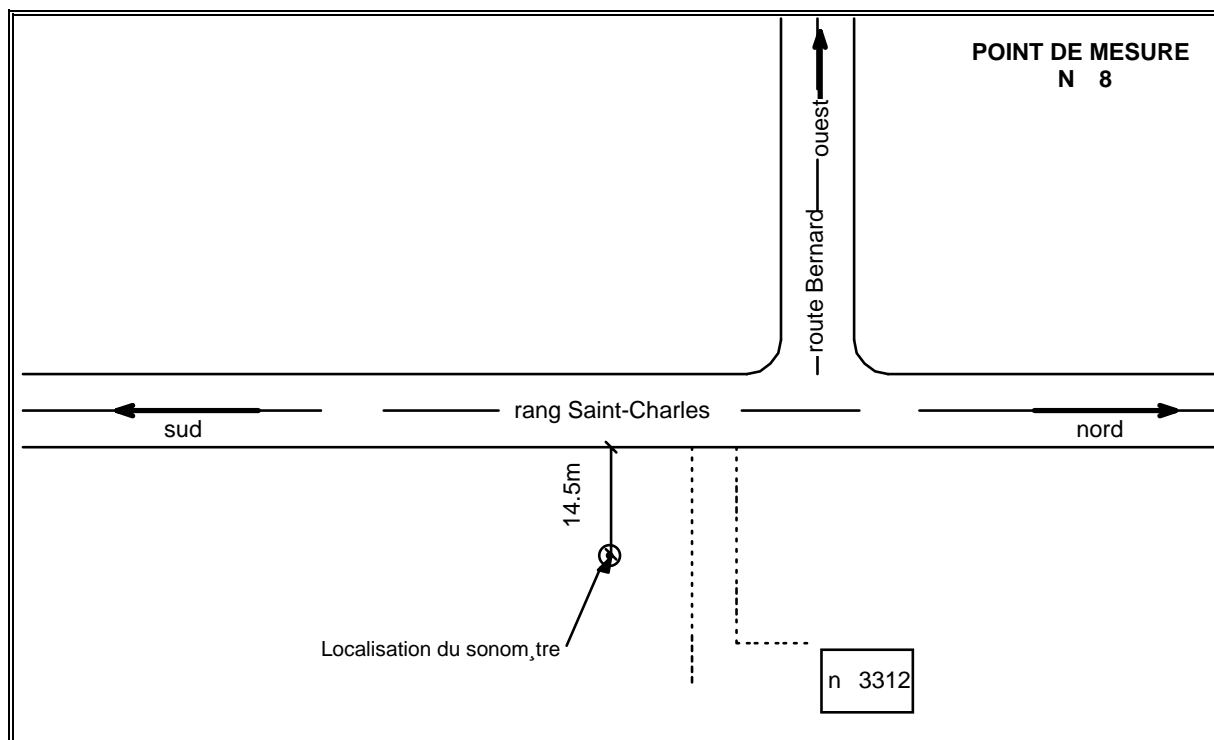 POINT DE MESURE
N 8
ouest
route Bernard
rang Saint-Charles
sud
nord
14.5m
Localisation du sonom¸tre
n 3312